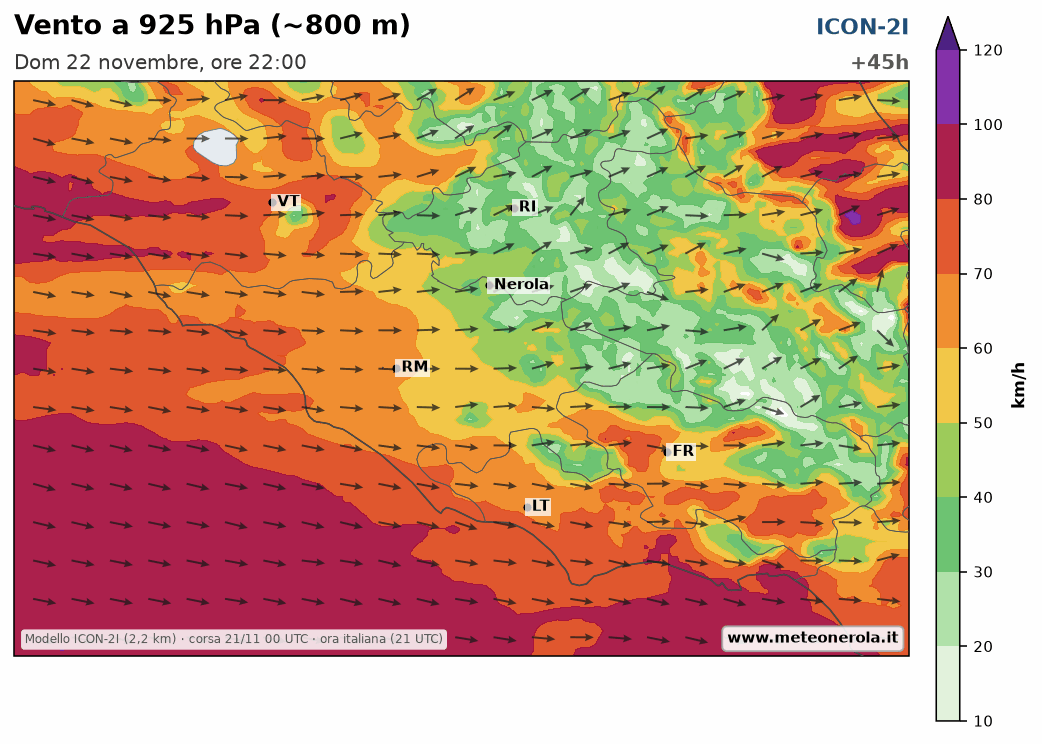 Vento a 925 hPa (~800 m)
ICON-2I
Dom 22 novembre, ore 22:00
+45h
120
100
80
70
60
50
40
30
20
10
km/h
VT
RI
Nerola
RM
FR
LT
Modello ICON-2I (2,2 km) · corsa 21/11 00 UTC · ora italiana (21 UTC)
www.meteonerola.it